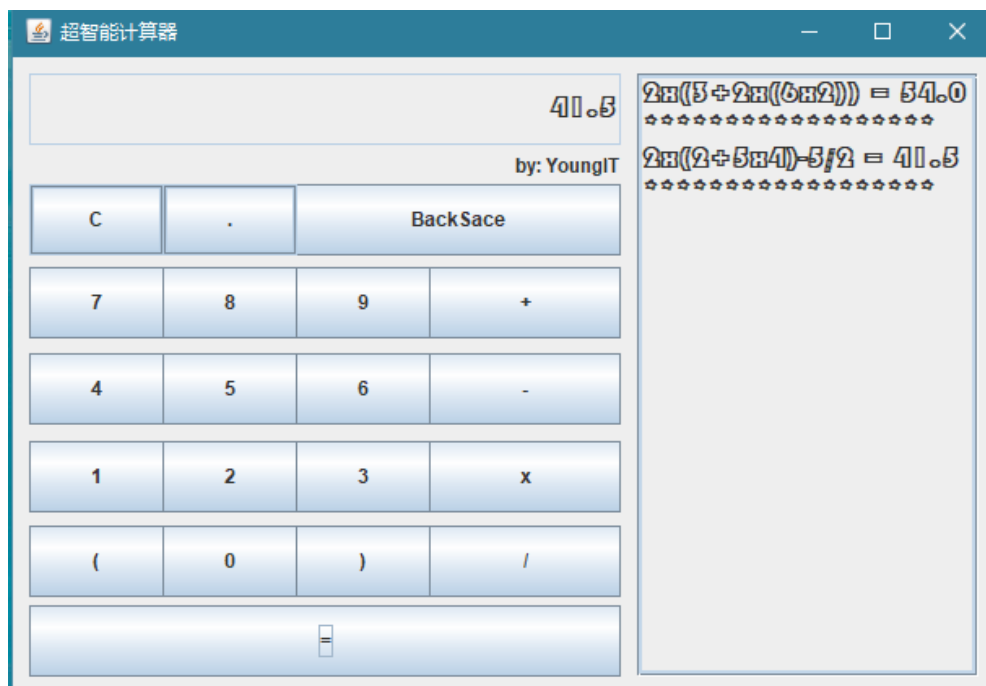 超智能计算器
41.5
by: YoungIT
C . BackSace
7 8 9 +
4 5 6 -
1 2 3 x
( 0 ) /
=
2x(3+2x(6x2)) = 54.0
******************
2x(2+5x4)-5/2 = 41.5
******************